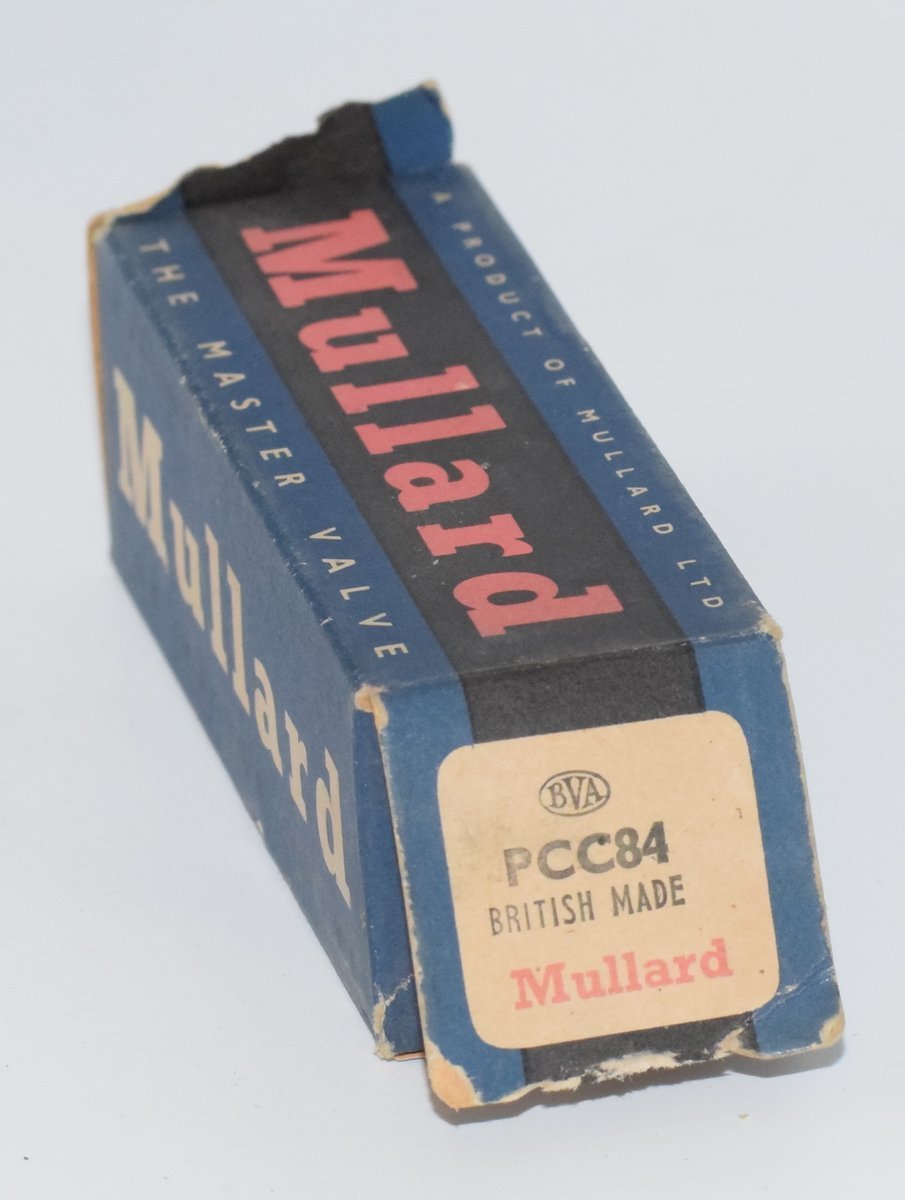 A PRODUCT OF MULLARD LTD
Mullard
THE MASTER VALVE
Mullard
BVA
PCC84
BRITISH MADE
Mullard